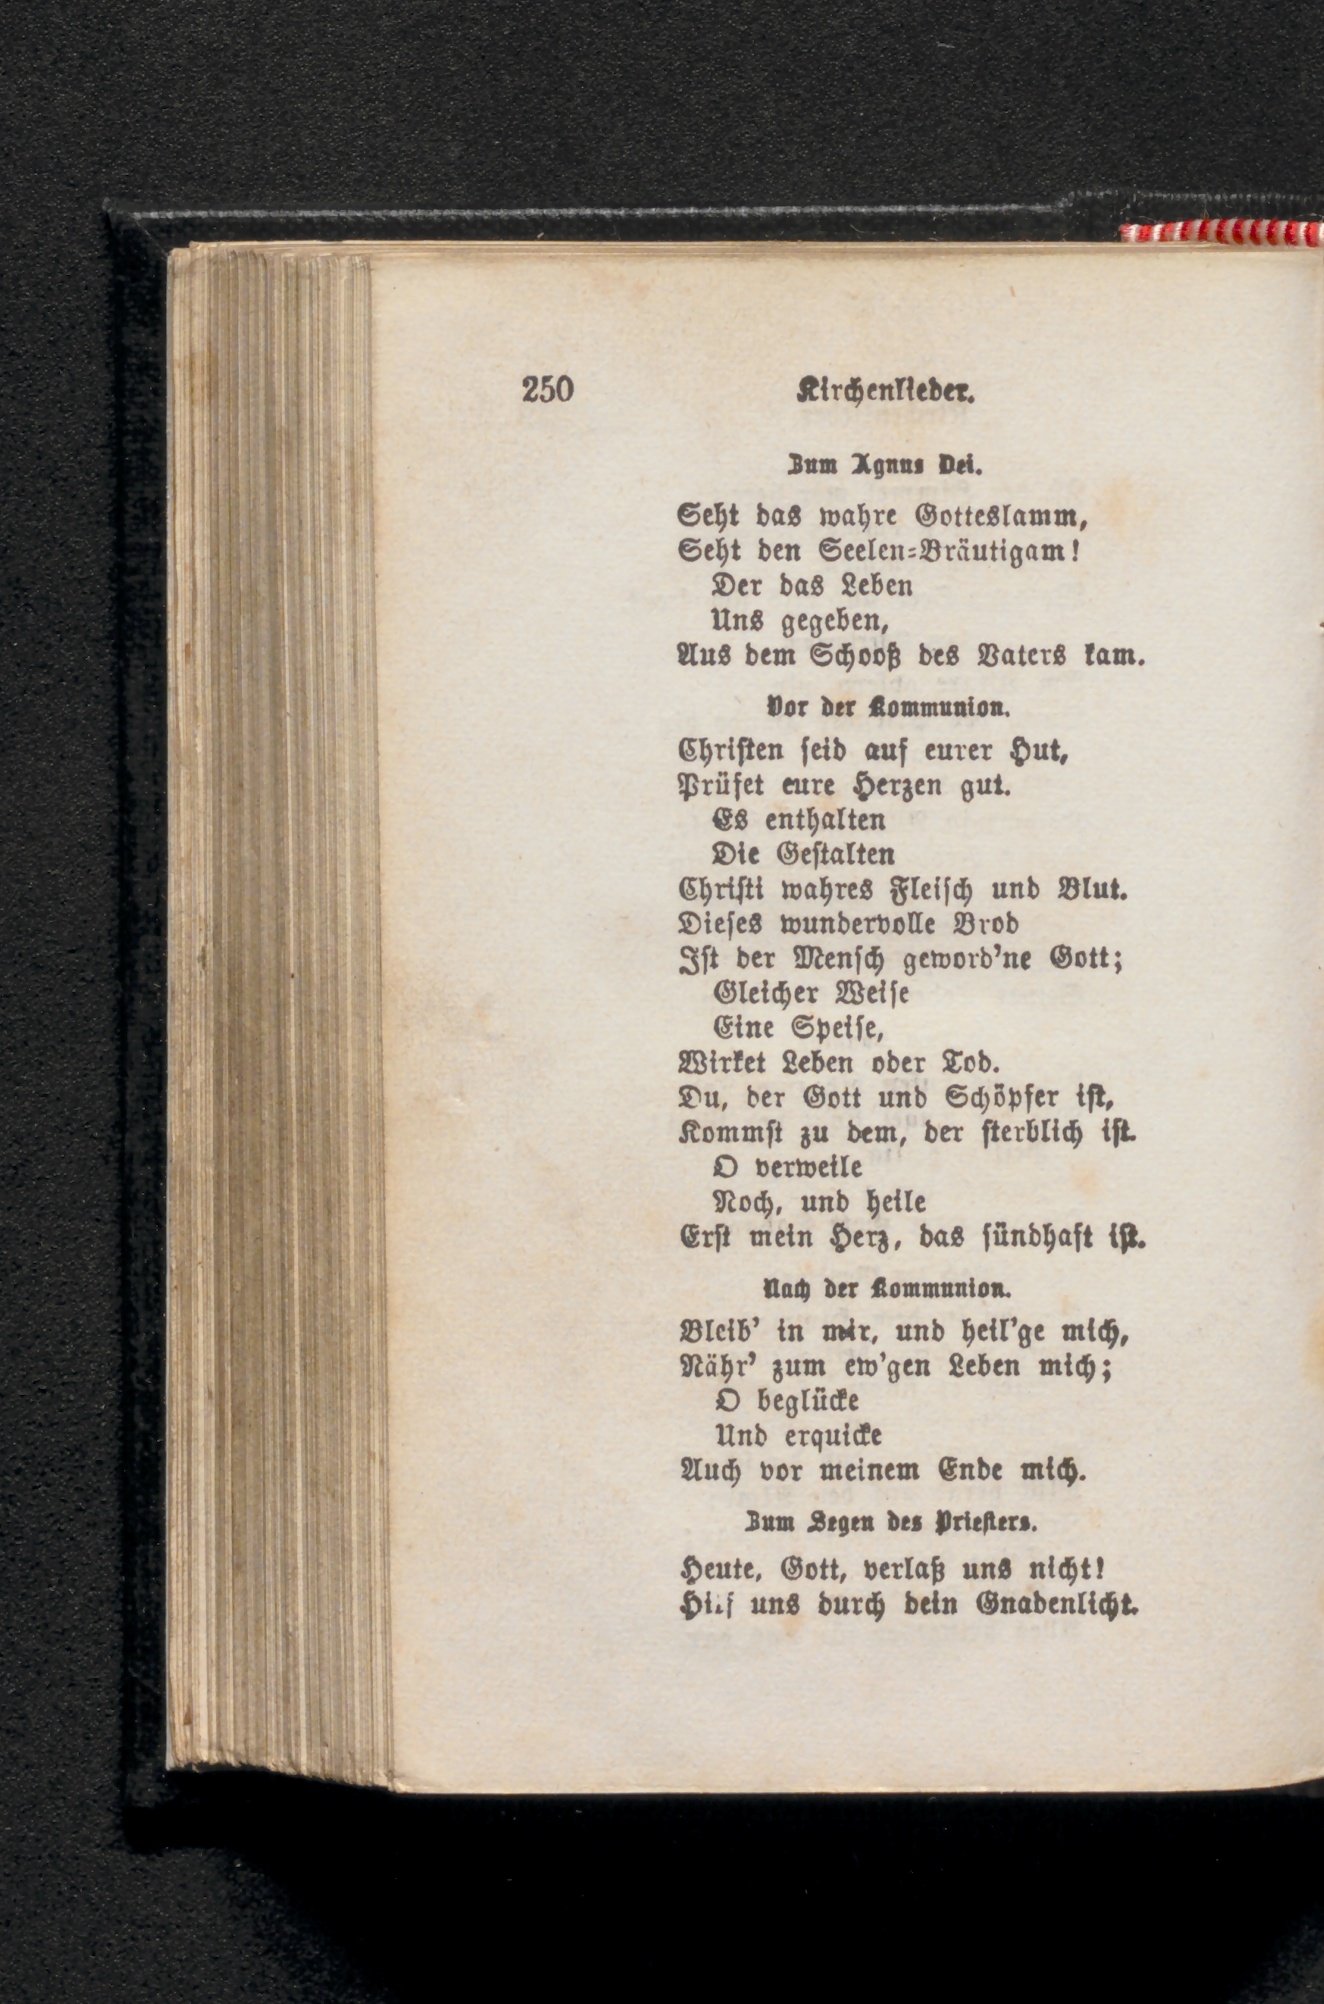 250 Kirchenlieder.
Zum Agnus Dei.
Seht das wahre Gotteslamm,
Seht den Seelen-Bräutigam!
Der das Leben
Uns gegeben,
Aus dem Schooß des Vaters kam.
Vor der Kommunion.
Christen seid auf eurer Hut,
Prüfet eure Herzen gut.
Es enthalten
Die Gestalten
Christi wahres Fleisch und Blut.
Dieses wundervolle Brod
Ist der Mensch geword'ne Gott;
Gleicher Weise
Eine Speise,
Wirket Leben oder Tod.
Du, der Gott und Schöpfer ist,
Kommst zu dem, der sterblich ist.
O verweile
Noch, und heile
Erst mein Herz, das sündhaft ist.
Nach der Kommunion.
Bleib' in mir, und heil'ge mich,
Nähr' zum ew'gen Leben mich;
O beglücke
Und erquicke
Auch vor meinem Ende mich.
Zum Segen des Priesters.
Heute, Gott, verlaß uns nicht!
Hilf uns durch dein Gnadenlicht.